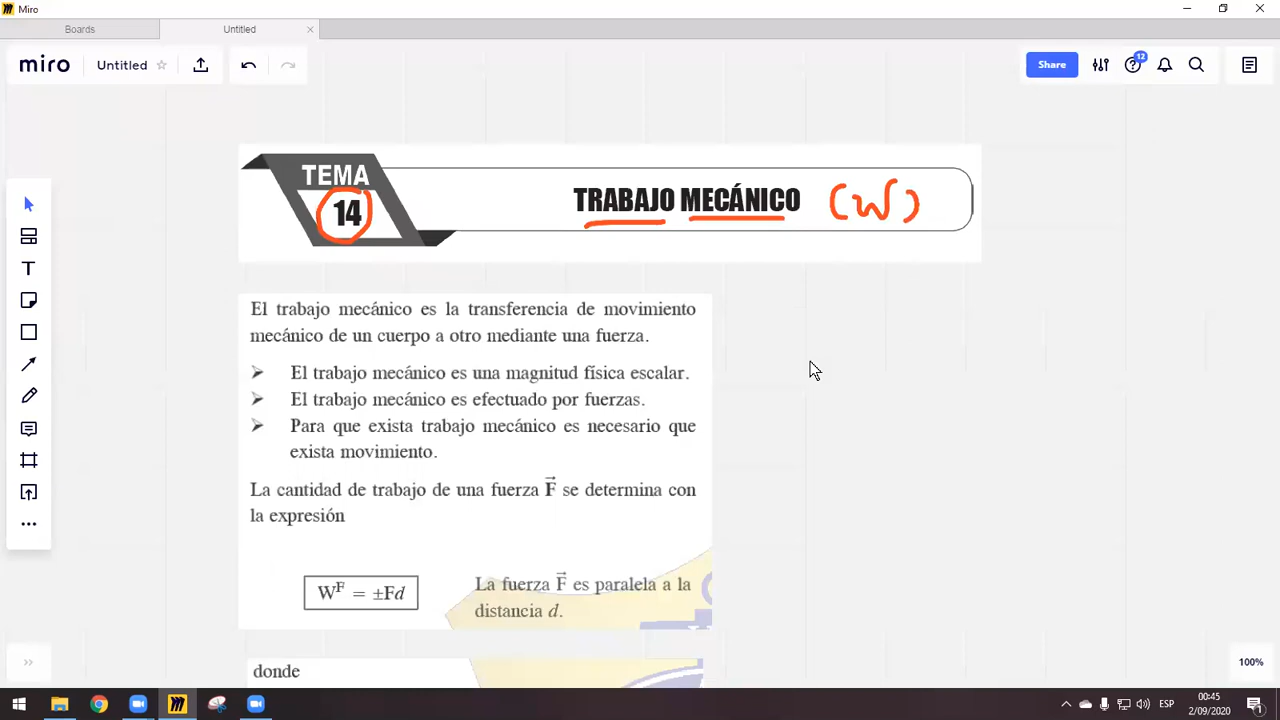 Miro
Boards
Untitled
miro
Untitled
Share
12
TEMA
14
TRABAJO MECÁNICO (W)
El trabajo mecánico es la transferencia de movimiento
mecánico de un cuerpo a otro mediante una fuerza.
El trabajo mecánico es una magnitud física escalar.
El trabajo mecánico es efectuado por fuerzas.
Para que exista trabajo mecánico es necesario que
exista movimiento.
La cantidad de trabajo de una fuerza F⃗ se determina con
la expresión
W^F = ±Fd
La fuerza F⃗ es paralela a la
distancia d.
donde
100%
ESP
00:45
2/09/2020
1